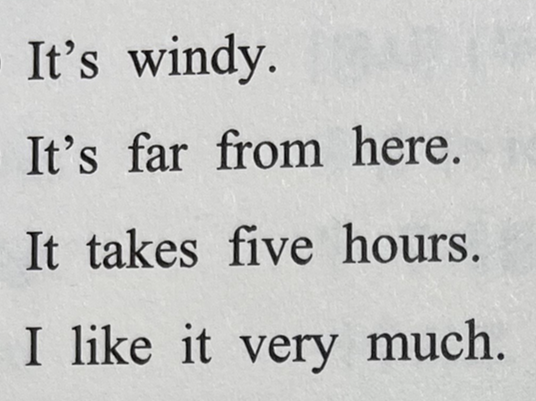 It's windy.
It's far from here.
It takes five hours.
I like it very much.